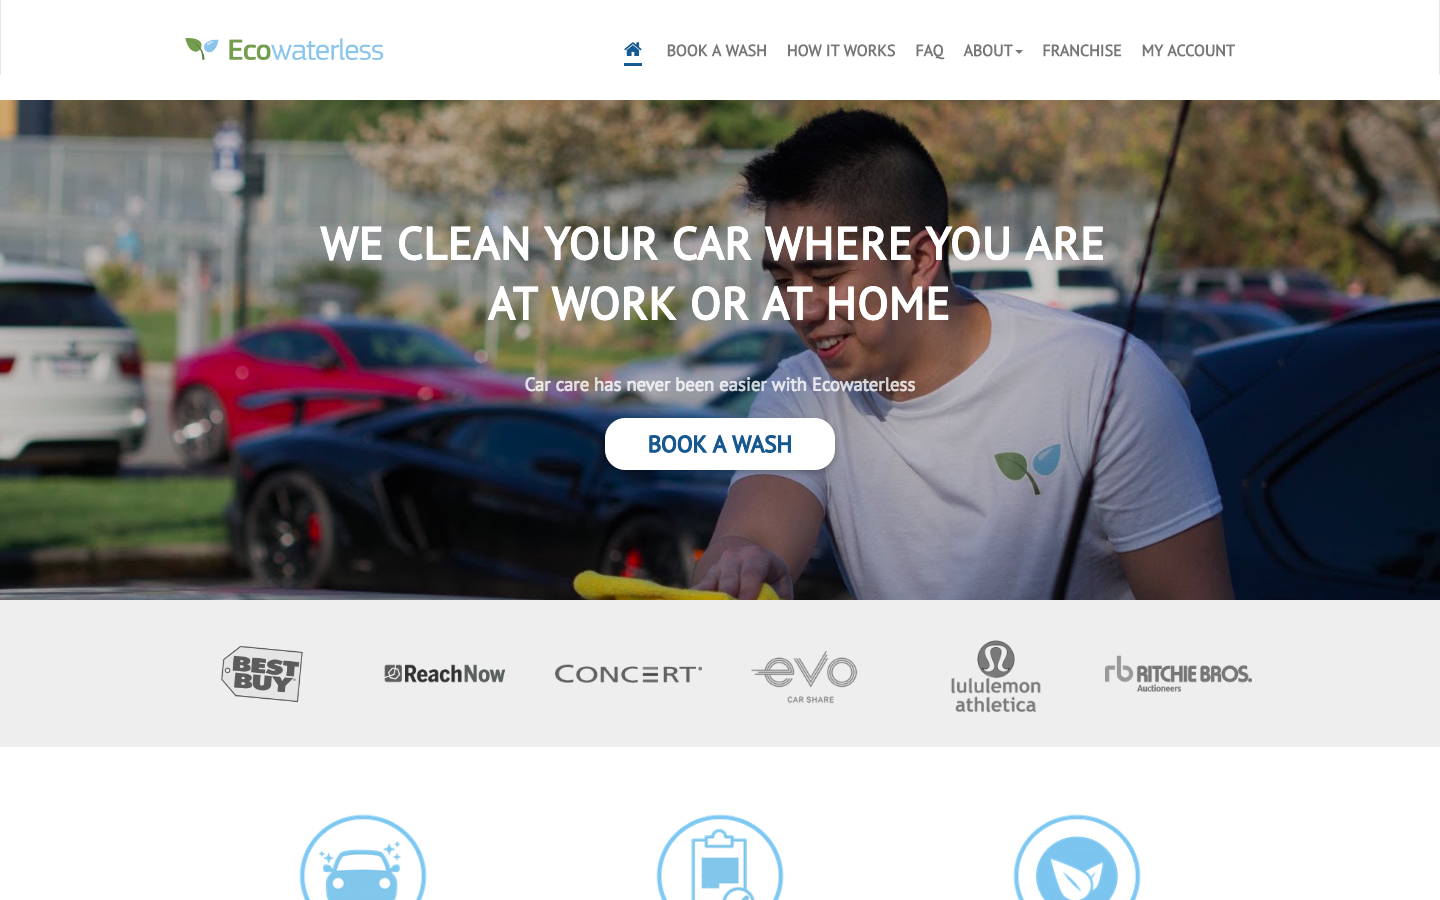 Ecowaterless
BOOK A WASH HOW IT WORKS FAQ ABOUT FRANCHISE MY ACCOUNT
WE CLEAN YOUR CAR WHERE YOU ARE
AT WORK OR AT HOME
Car care has never been easier with Ecowaterless
BOOK A WASH
BEST BUY
ReachNow
CONCERT
evo
CAR SHARE
lululemon
athletica
rb RITCHIE BROS.
Auctioneers